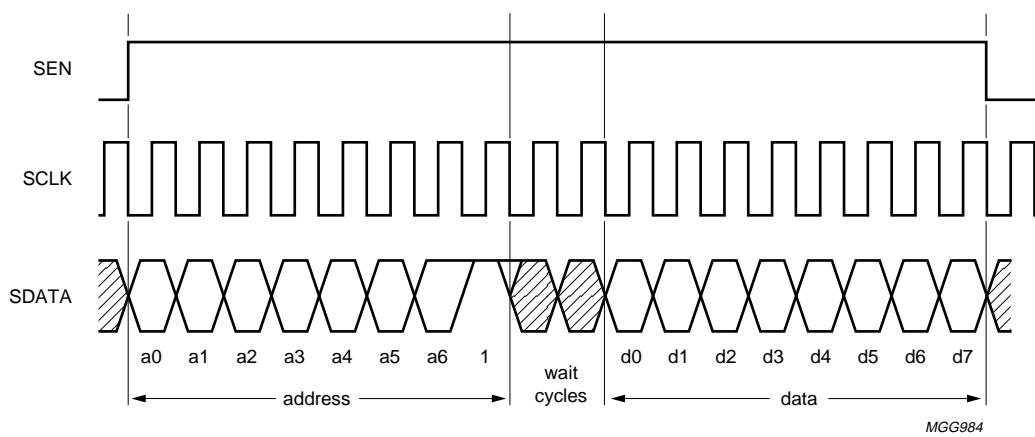 SEN
SCLK
SDATA
a0 a1 a2 a3 a4 a5 a6 1 d0 d1 d2 d3 d4 d5 d6 d7
wait
cycles
address
data
MGG984